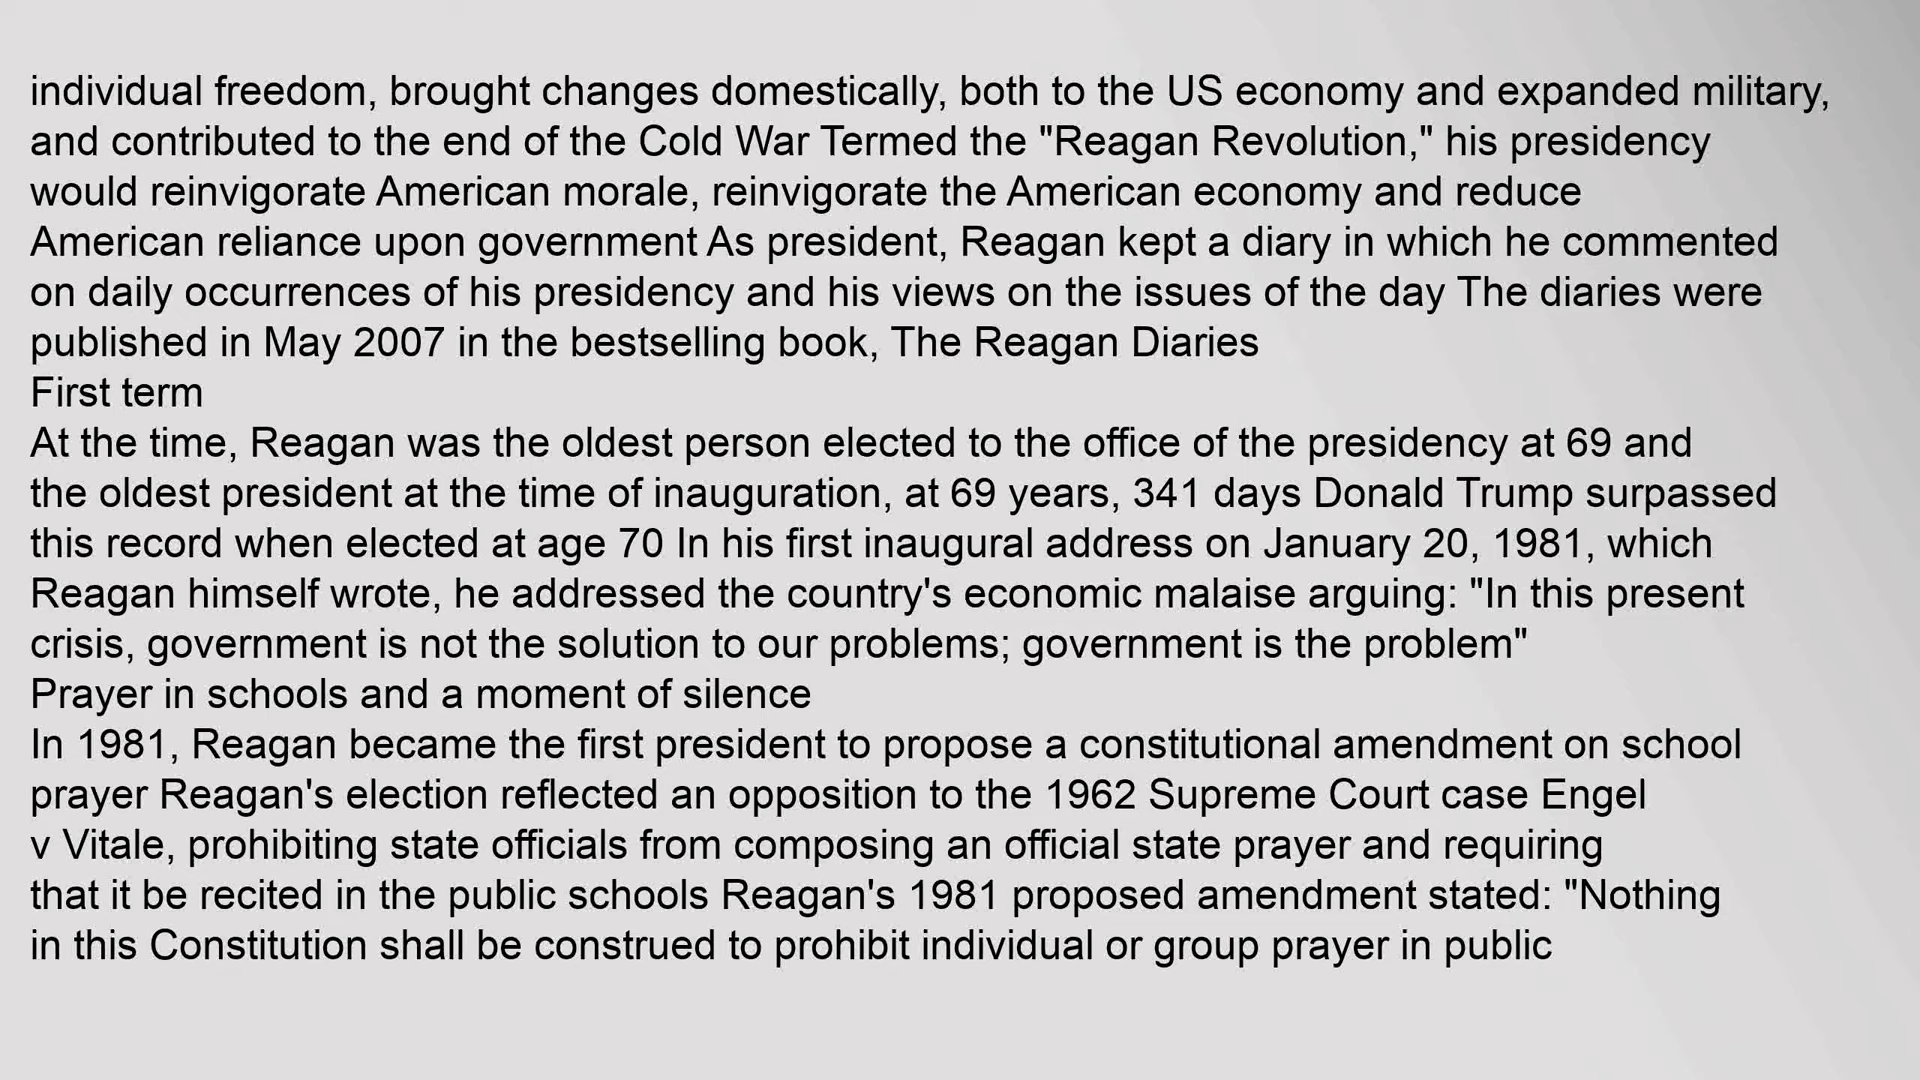 individual freedom, brought changes domestically, both to the US economy and expanded military,
and contributed to the end of the Cold War Termed the "Reagan Revolution," his presidency
would reinvigorate American morale, reinvigorate the American economy and reduce
American reliance upon government As president, Reagan kept a diary in which he commented
on daily occurrences of his presidency and his views on the issues of the day The diaries were
published in May 2007 in the bestselling book, The Reagan Diaries
First term
At the time, Reagan was the oldest person elected to the office of the presidency at 69 and
the oldest president at the time of inauguration, at 69 years, 341 days Donald Trump surpassed
this record when elected at age 70 In his first inaugural address on January 20, 1981, which
Reagan himself wrote, he addressed the country's economic malaise arguing: "In this present
crisis, government is not the solution to our problems; government is the problem"
Prayer in schools and a moment of silence
In 1981, Reagan became the first president to propose a constitutional amendment on school
prayer Reagan's election reflected an opposition to the 1962 Supreme Court case Engel
v Vitale, prohibiting state officials from composing an official state prayer and requiring
that it be recited in the public schools Reagan's 1981 proposed amendment stated: "Nothing
in this Constitution shall be construed to prohibit individual or group prayer in public